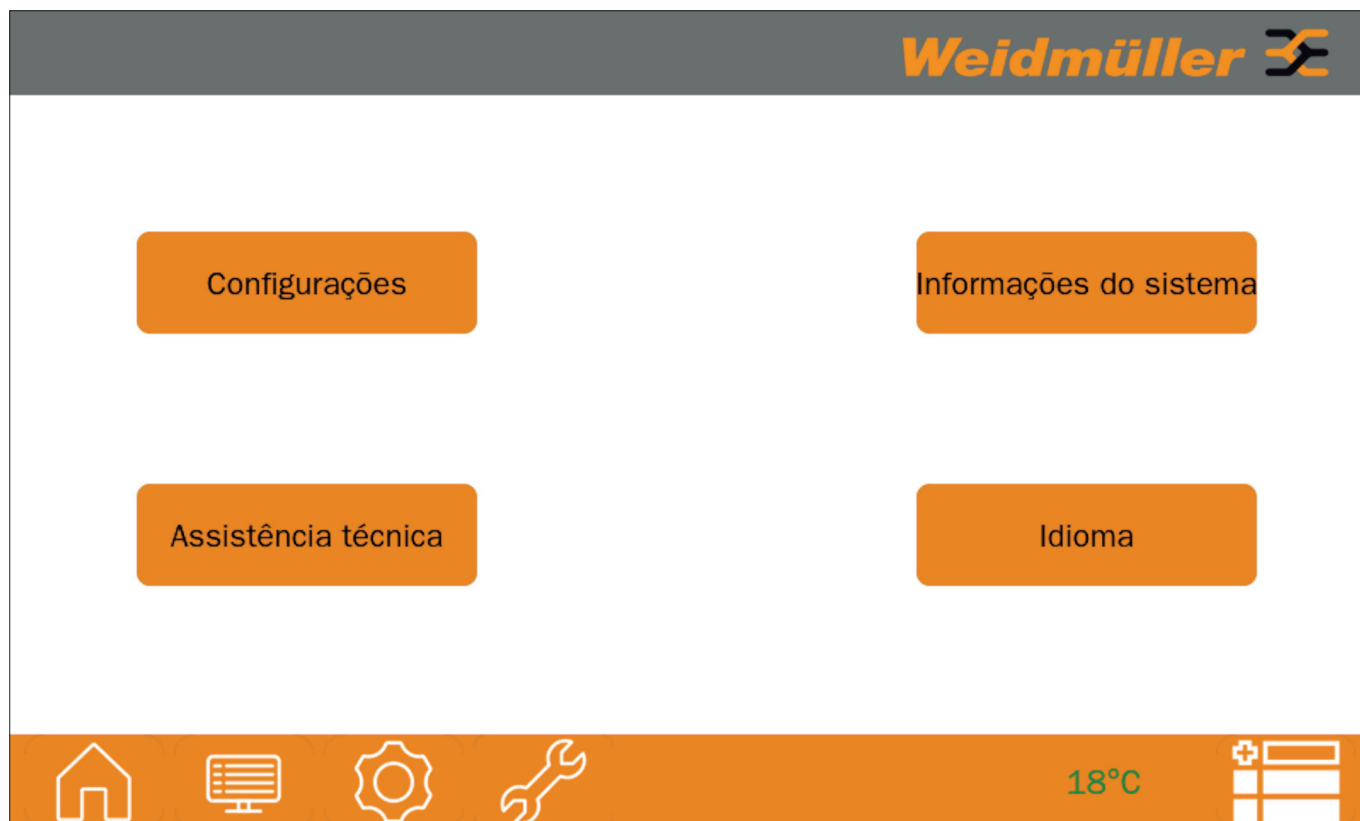 Weidmüller
Configurações
Informações do sistema
Assistência técnica
Idioma
18°C